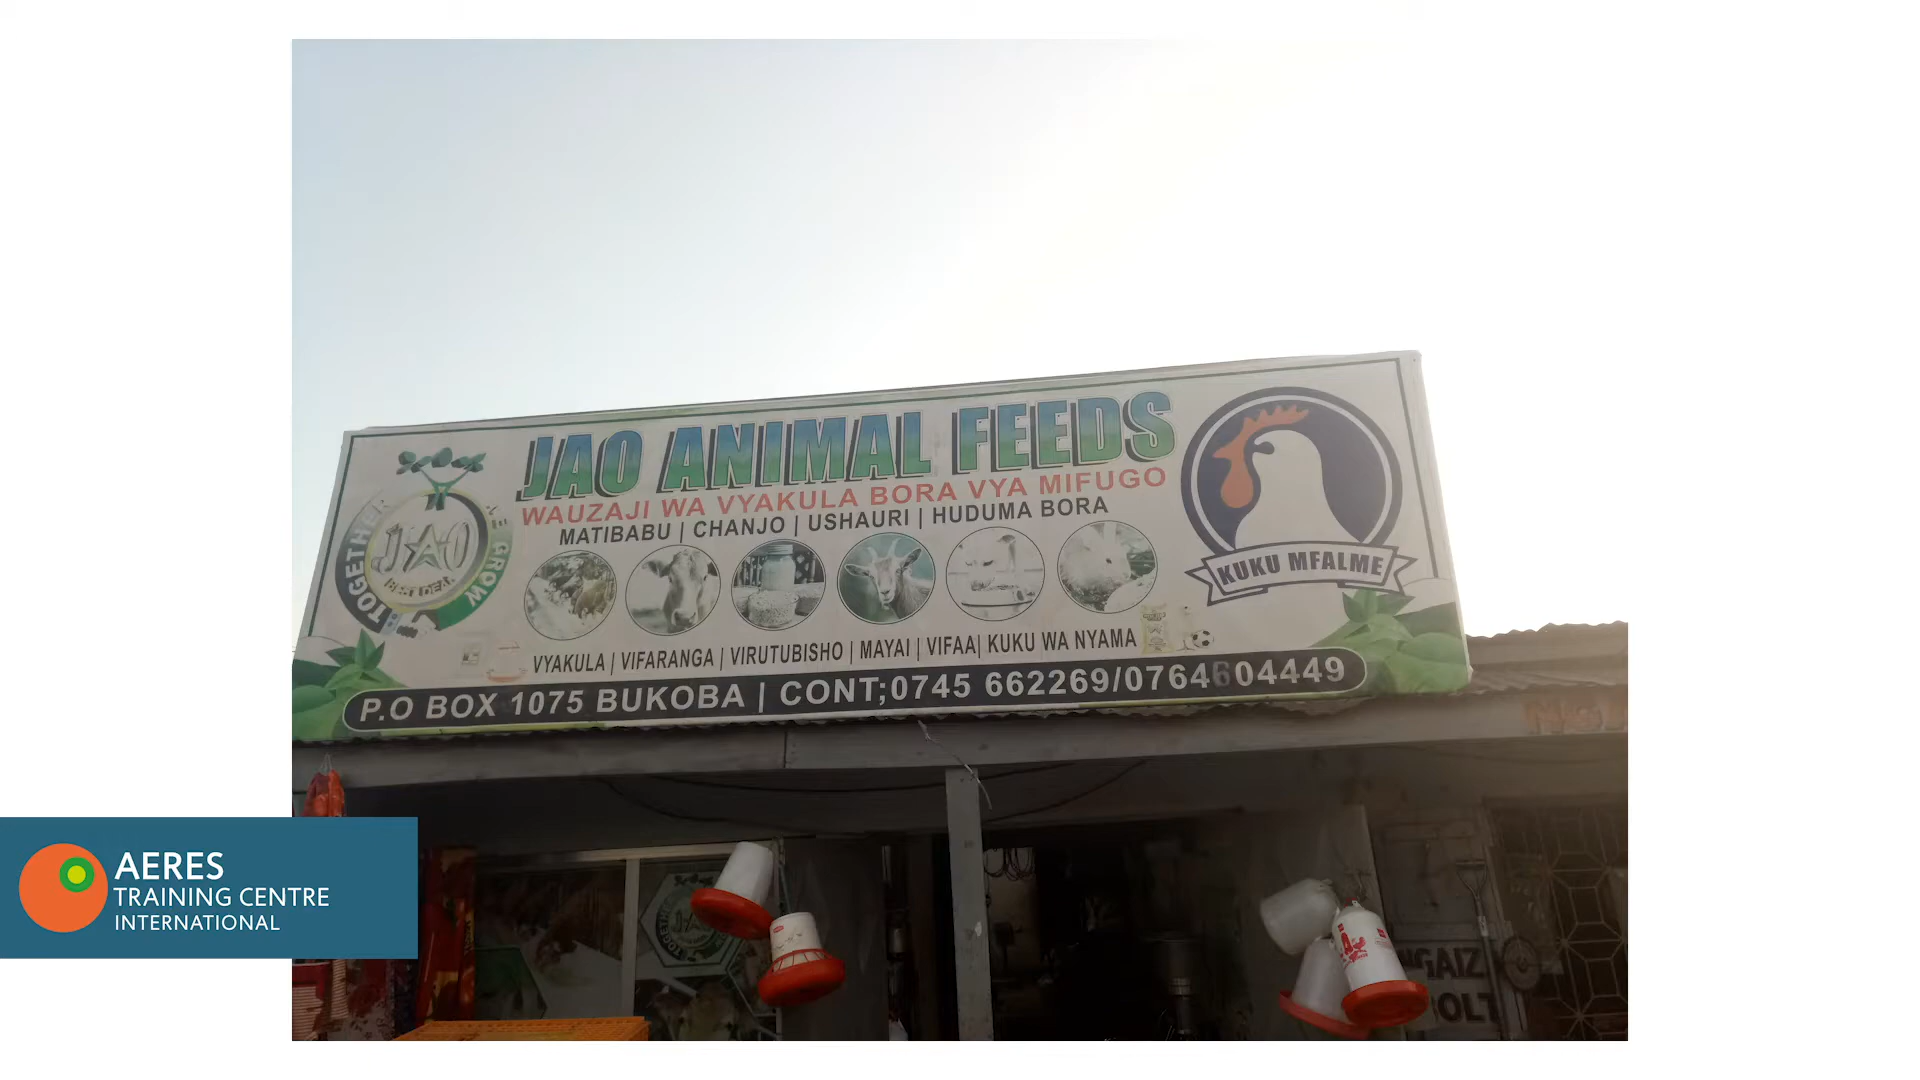 JAO ANIMAL FEEDS
WAUZAJI WA VYAKULA BORA VYA MIFUGO
MATIBABU | CHANJO | USHAURI | HUDUMA BORA
TOGETHER
JAO
BEST DEAL
GROW
KUKU MFALME
VYAKULA | VIFARANGA | VIRUTUBISHO | MAYAI | VIFAA| KUKU WA NYAMA
P.O BOX 1075 BUKOBA | CONT;0745 662269/0764604449
AERES
TRAINING CENTRE
INTERNATIONAL